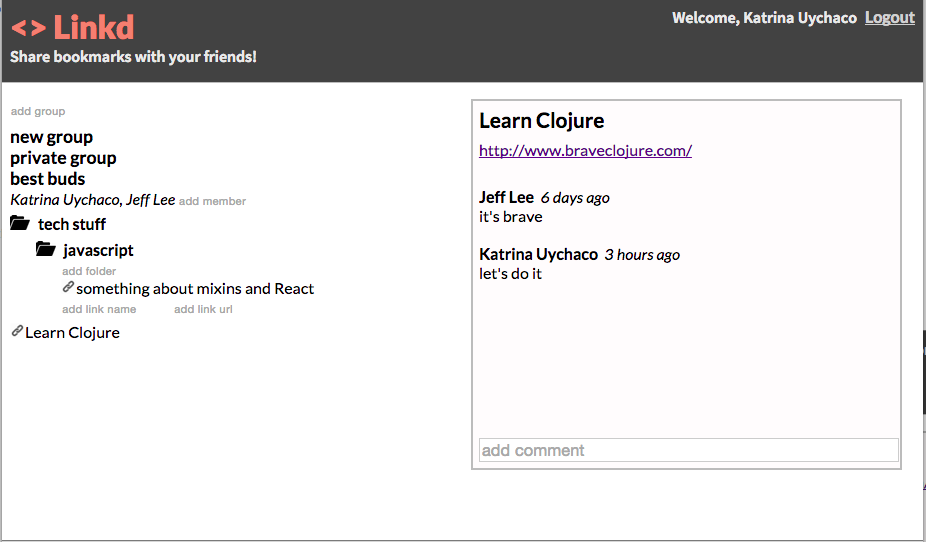 <> Linkd
Share bookmarks with your friends!
Welcome, Katrina Uychaco Logout
add group
new group
private group
best buds
Katrina Uychaco, Jeff Lee add member
tech stuff
javascript
add folder
something about mixins and React
add link name add link url
Learn Clojure
Learn Clojure
http://www.braveclojure.com/
Jeff Lee 6 days ago
it's brave
Katrina Uychaco 3 hours ago
let's do it
add comment